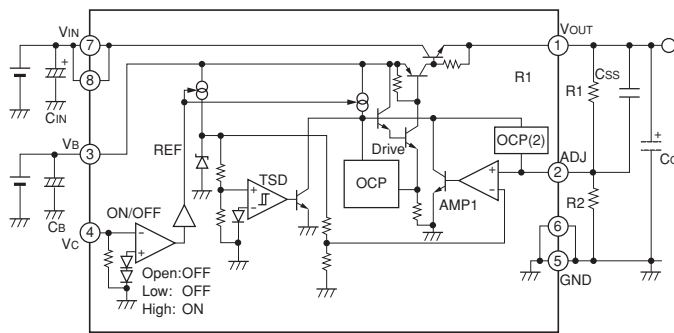 VIN
7
8
+
CIN
VB
3
CB
4
VC
ON/OFF
−
+
Open:OFF
Low: OFF
High: ON
REF
TSD
+
−
Drive
OCP
AMP1
OCP(2)
+
−
R1
VOUT
1
CSS
R1
ADJ
2
R2
6
5
GND
+